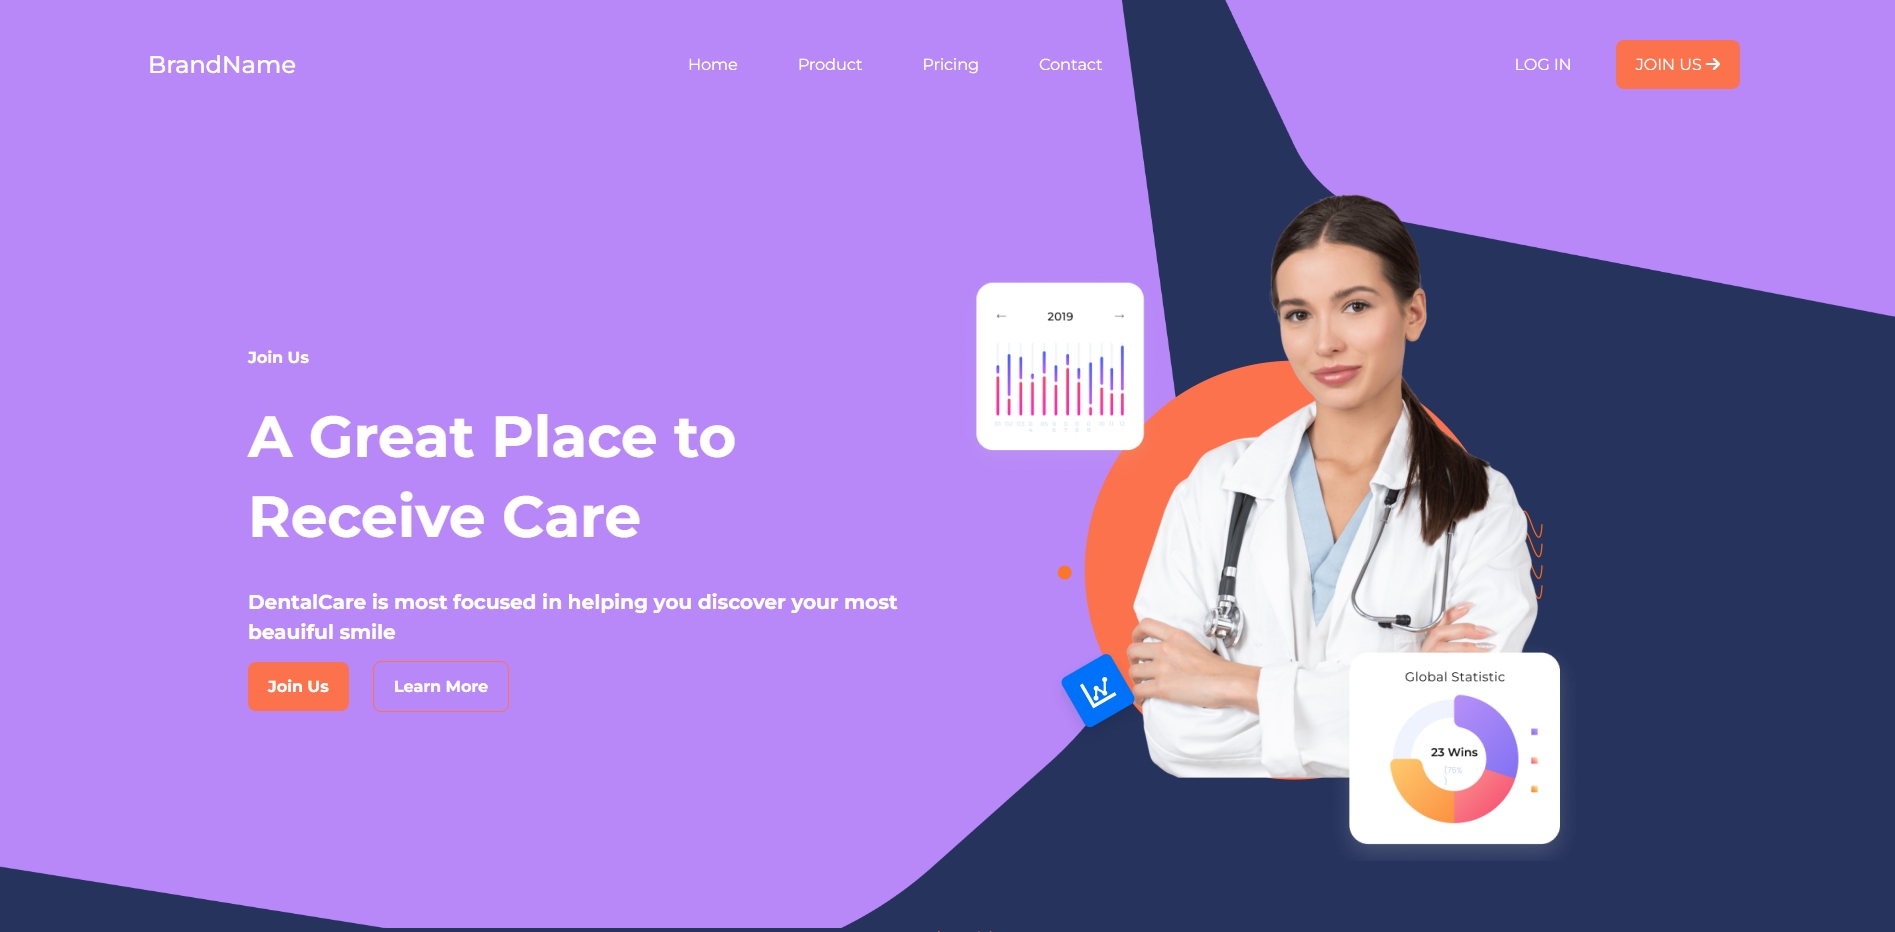 BrandName
Home
Product
Pricing
Contact
LOG IN
JOIN US
Join Us
A Great Place to
Receive Care
DentalCare is most focused in helping you discover your most
beauiful smile
Join Us
Learn More
2019
Global Statistic
23 Wins
(75%
)